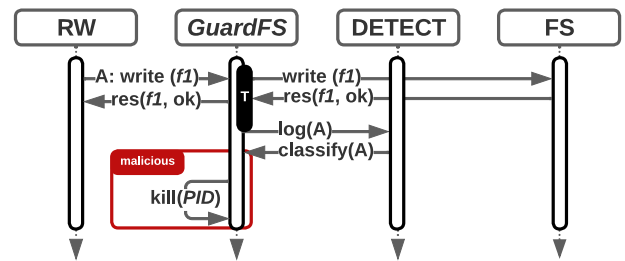 RW GuardFS DETECT FS
A: write (f1) write (f1)
res(f1, ok) T res(f1, ok)
log(A)
classify(A)
malicious
kill(PID)